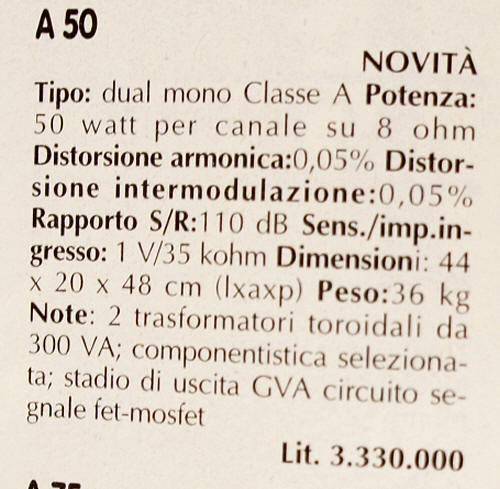 A 50
NOVITÀ
Tipo: dual mono Classe A Potenza:
50 watt per canale su 8 ohm
Distorsione armonica:0,05% Distor-
sione intermodulazione:0,05%
Rapporto S/R:110 dB Sens./imp.in-
gresso: 1 V/35 kohm Dimensioni: 44
x 20 x 48 cm (lxaxp) Peso:36 kg
Note: 2 trasformatori toroidali da
300 VA; componentistica seleziona-
ta; stadio di uscita GVA circuito se-
gnale fet-mosfet
Lit. 3.330.000